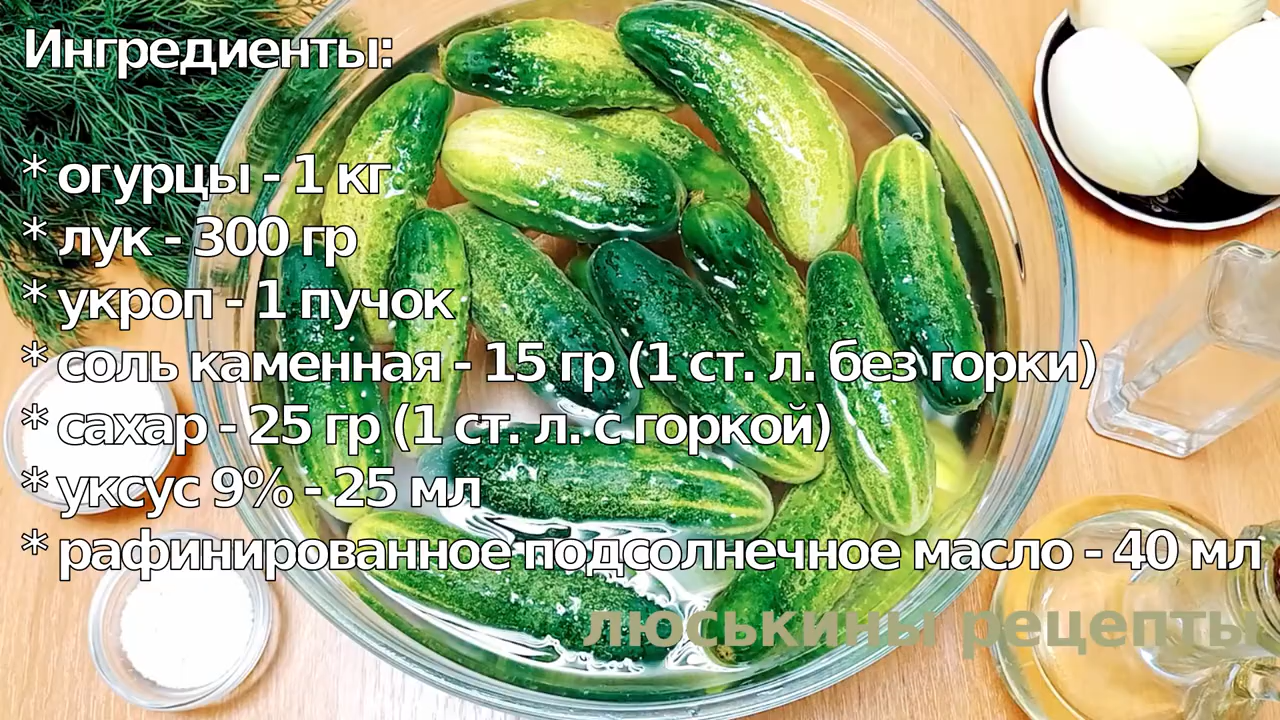 Ингредиенты:
* огурцы - 1 кг
* лук - 300 гр
* укроп - 1 пучок
* соль каменная - 15 гр (1 ст. л. без горки)
* сахар - 25 гр (1 ст. л. с горкой)
* уксус 9% - 25 мл
* рафинированное подсолнечное масло - 40 мл
люськины рецепты